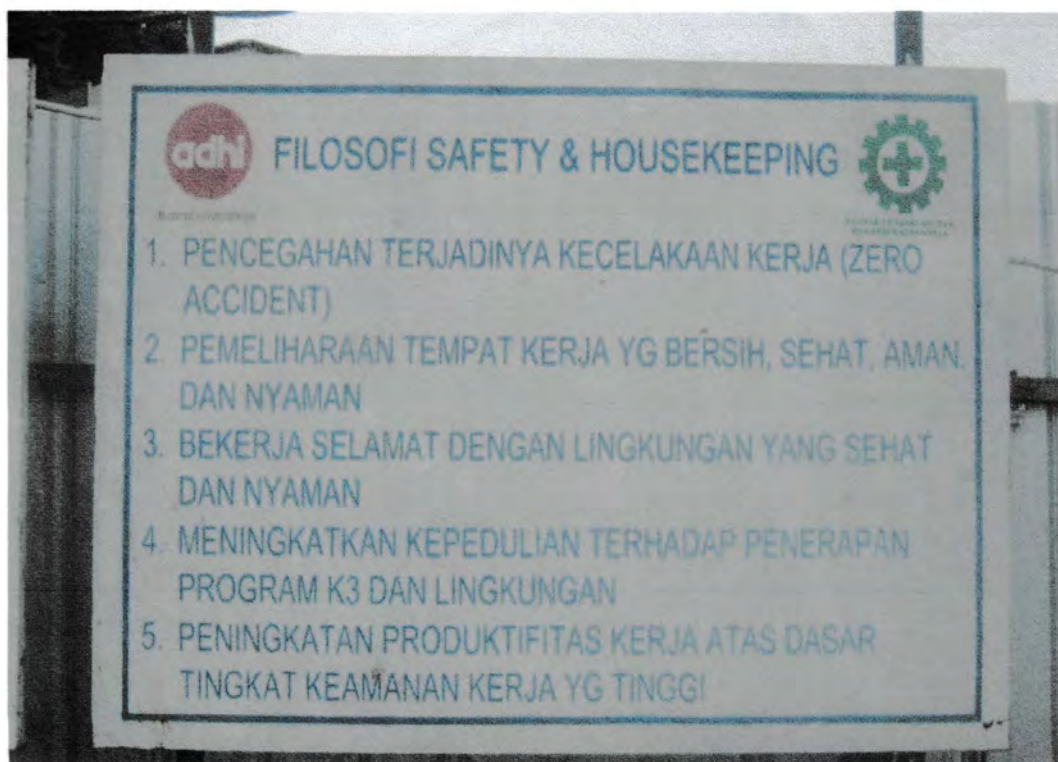 adhi
FILOSOFI SAFETY & HOUSEKEEPING
1. PENCEGAHAN TERJADINYA KECELAKAAN KERJA (ZERO
ACCIDENT)
2. PEMELIHARAAN TEMPAT KERJA YG BERSIH, SEHAT, AMAN,
DAN NYAMAN
3. BEKERJA SELAMAT DENGAN LINGKUNGAN YANG SEHAT
DAN NYAMAN
4. MENINGKATKAN KEPEDULIAN TERHADAP PENERAPAN
PROGRAM K3 DAN LINGKUNGAN
5. PENINGKATAN PRODUKTIFITAS KERJA ATAS DASAR
TINGKAT KEAMANAN KERJA YG TINGGI